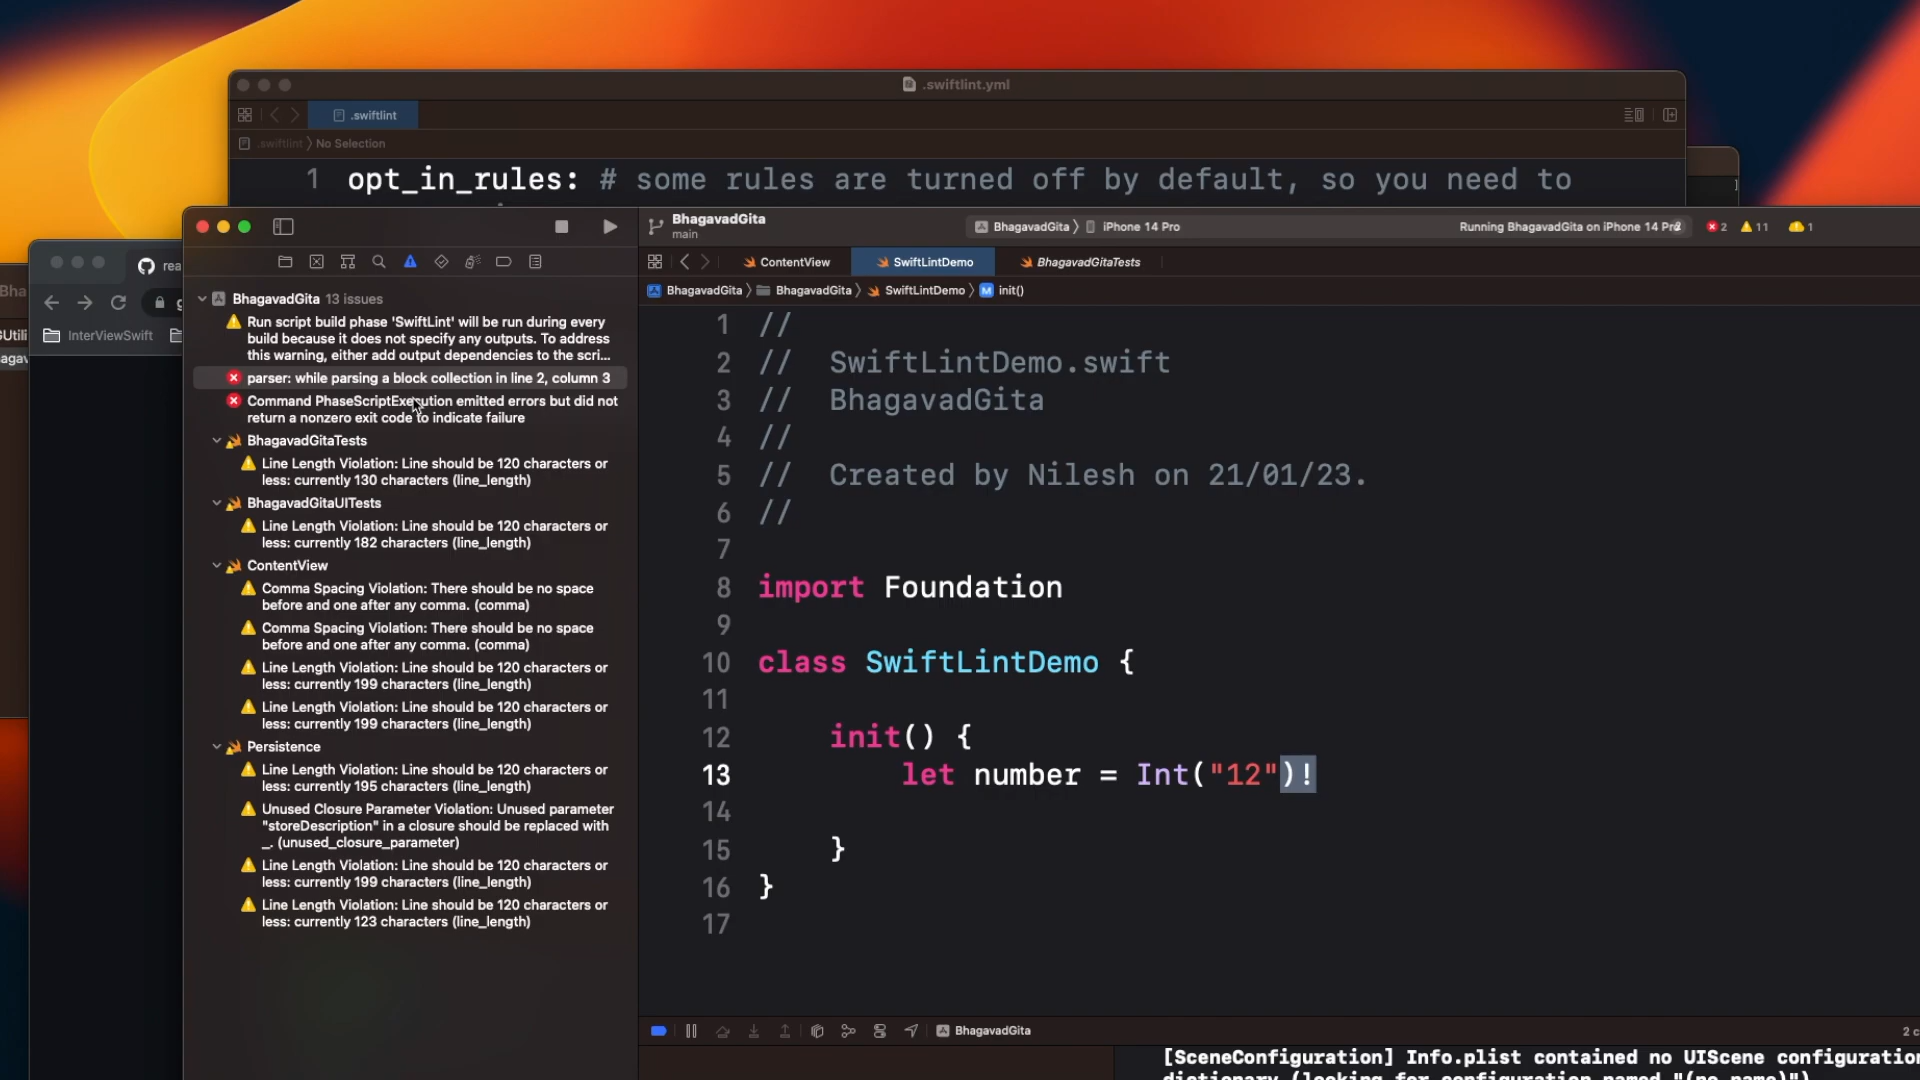 .swiftlint.yml
.swiftlint
.swiftlint
No Selection
1 opt_in_rules: # some rules are turned off by default, so you need to
BhagavadGita
main
BhagavadGita
iPhone 14 Pro
Running BhagavadGita on iPhone 14
2
11
1
rea
InterViewSwift
ContentView
SwiftLintDemo
BhagavadGitaTests
BhagavadGita
BhagavadGita
SwiftLintDemo
M init()
BhagavadGita 13 issues
Run script build phase 'SwiftLint' will be run during every
build because it does not specify any outputs. To address
this warning, either add output dependencies to the scri...
parser: while parsing a block collection in line 2, column 3
Command PhaseScriptExecution emitted errors but did not
return a nonzero exit code to indicate failure
BhagavadGitaTests
Line Length Violation: Line should be 120 characters or
less: currently 130 characters (line_length)
BhagavadGitaUITests
Line Length Violation: Line should be 120 characters or
less: currently 182 characters (line_length)
ContentView
Comma Spacing Violation: There should be no space
before and one after any comma. (comma)
Comma Spacing Violation: There should be no space
before and one after any comma. (comma)
Line Length Violation: Line should be 120 characters or
less: currently 199 characters (line_length)
Line Length Violation: Line should be 120 characters or
less: currently 199 characters (line_length)
Persistence
Line Length Violation: Line should be 120 characters or
less: currently 195 characters (line_length)
Unused Closure Parameter Violation: Unused parameter
"storeDescription" in a closure should be replaced with
_. (unused_closure_parameter)
Line Length Violation: Line should be 120 characters or
less: currently 199 characters (line_length)
Line Length Violation: Line should be 120 characters or
less: currently 123 characters (line_length)
1 //
2 // SwiftLintDemo.swift
3 // BhagavadGita
4 //
5 // Created by Nilesh on 21/01/23.
6 //
7
8 import Foundation
9
10 class SwiftLintDemo {
11
12 init() {
13 let number = Int("12")!
14
15 }
16 }
17
BhagavadGita
[SceneConfiguration] Info.plist contained no UIScene configuration
dictionary (looking for configuration named "(no name)")